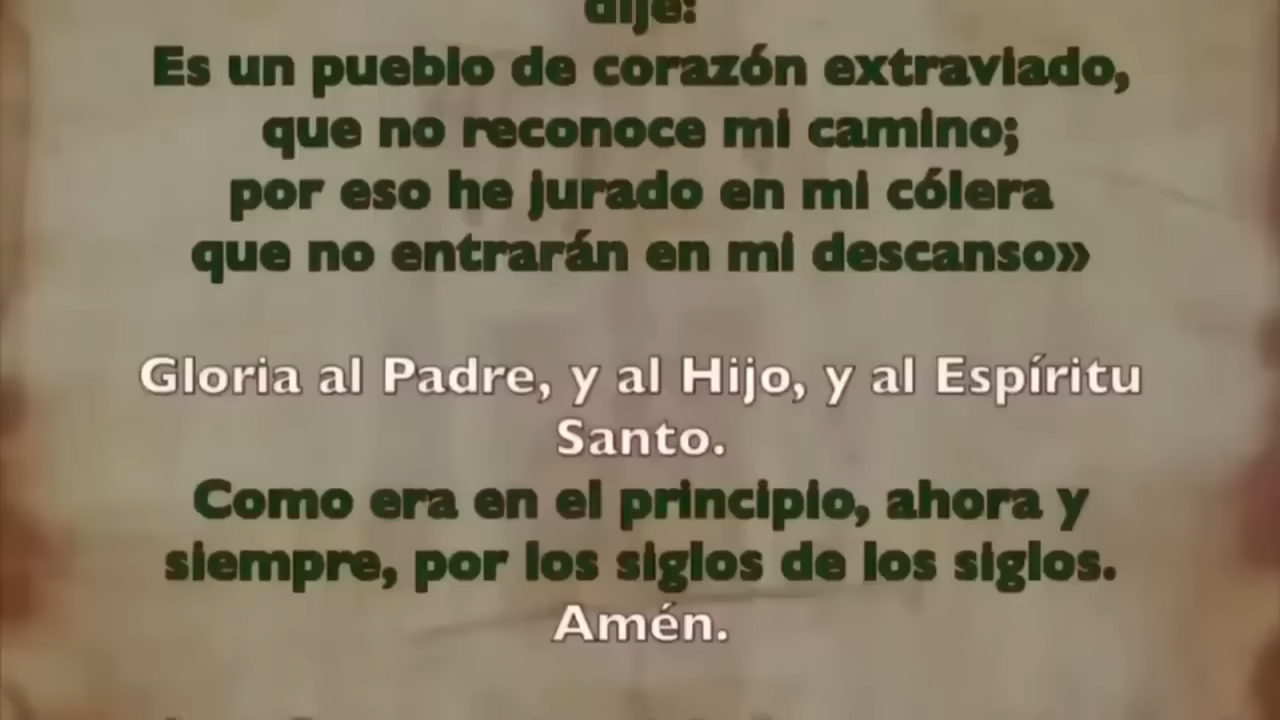 dije:
Es un pueblo de corazón extraviado,
que no reconoce mi camino;
por eso he jurado en mi cólera
que no entrarán en mi descanso»
Gloria al Padre, y al Hijo, y al Espíritu
Santo.
Como era en el principio, ahora y
siempre, por los siglos de los siglos.
Amén.